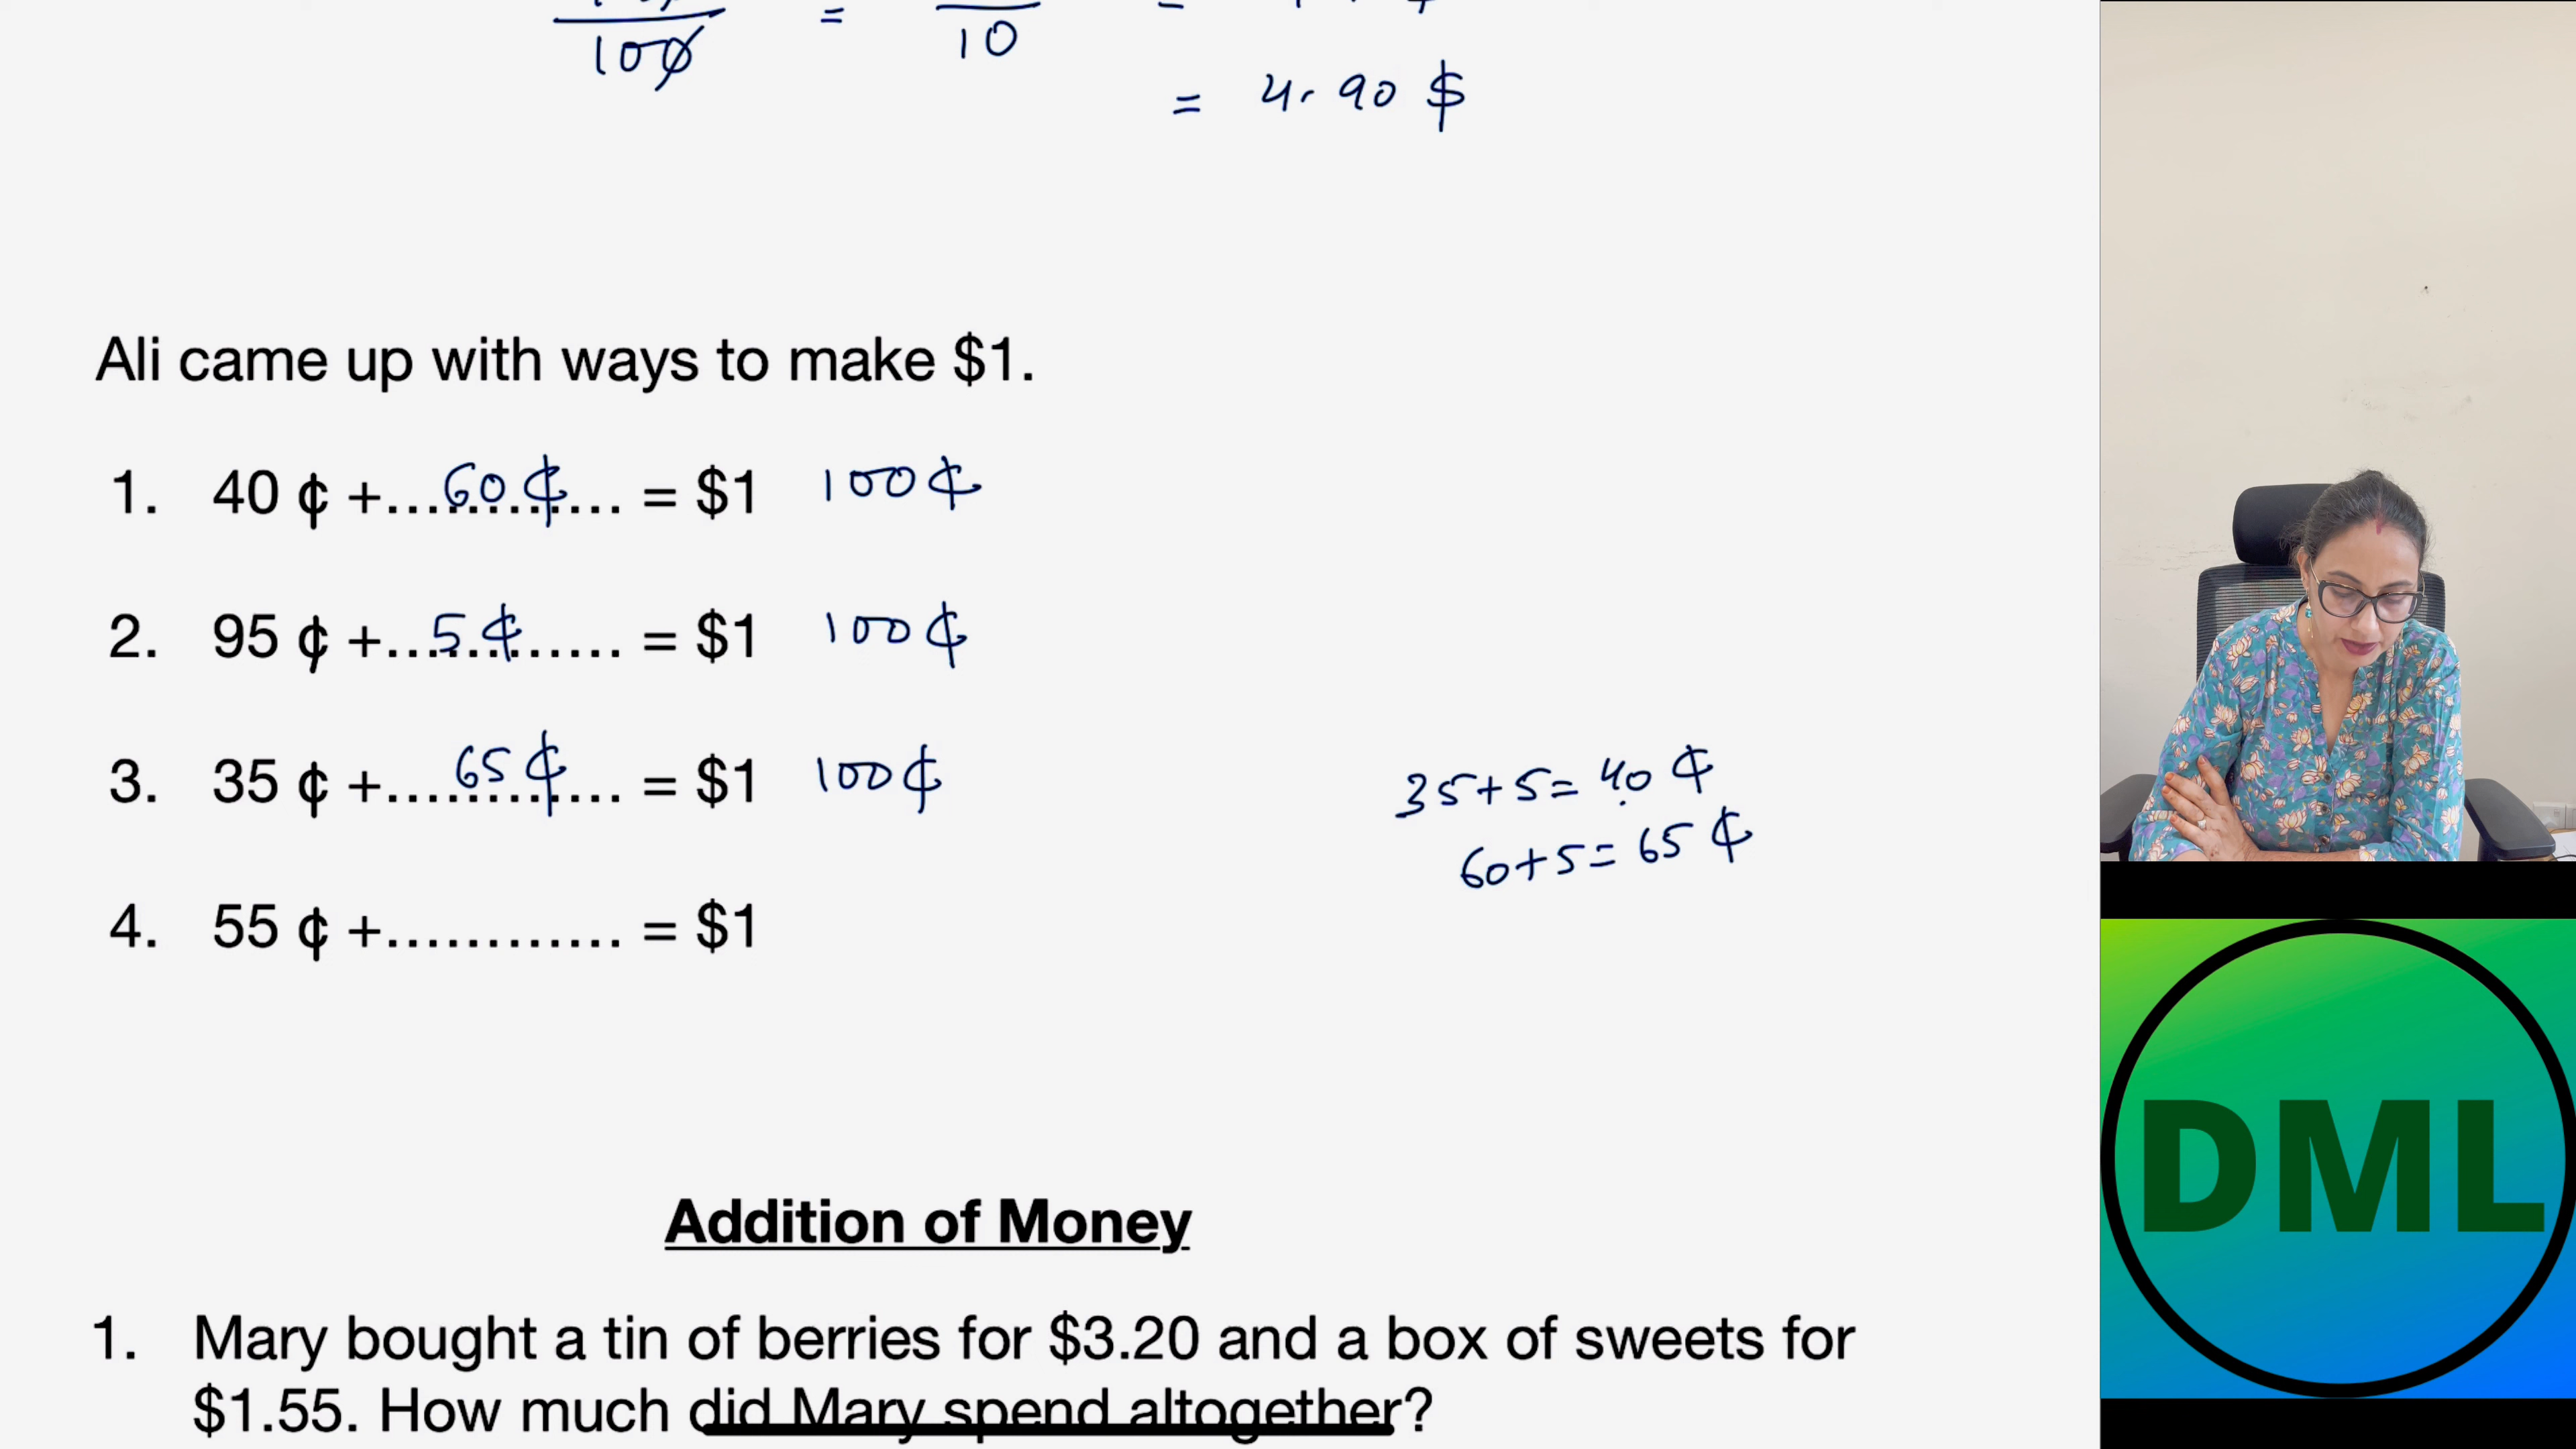 100 = 10
= 4.90 $
Ali came up with ways to make $1.
1. 40 ¢ +....60 ¢.... = $1 100 ¢
2. 95 ¢ +...5 ¢...... = $1 100 ¢
3. 35 ¢ +....65 ¢.... = $1 100 ¢
35+5= 40 ¢
60+5= 65 ¢
4. 55 ¢ +............ = $1
Addition of Money
1. Mary bought a tin of berries for $3.20 and a box of sweets for
$1.55. How much did Mary spend altogether?
DML